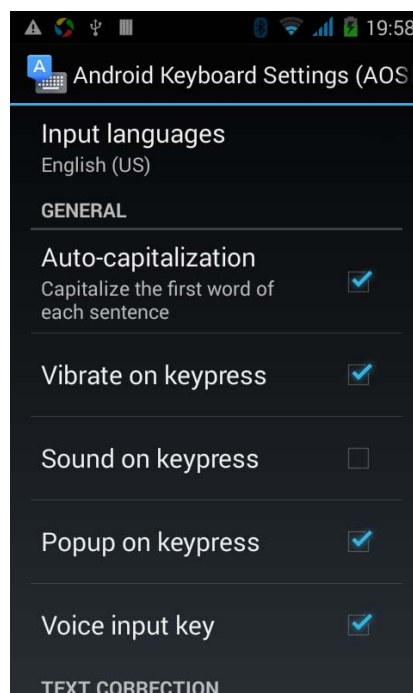 19:58
Android Keyboard Settings (AOS
Input languages
English (US)
GENERAL
Auto-capitalization
Capitalize the first word of
each sentence
Vibrate on keypress
Sound on keypress
Popup on keypress
Voice input key
TEXT CORRECTION